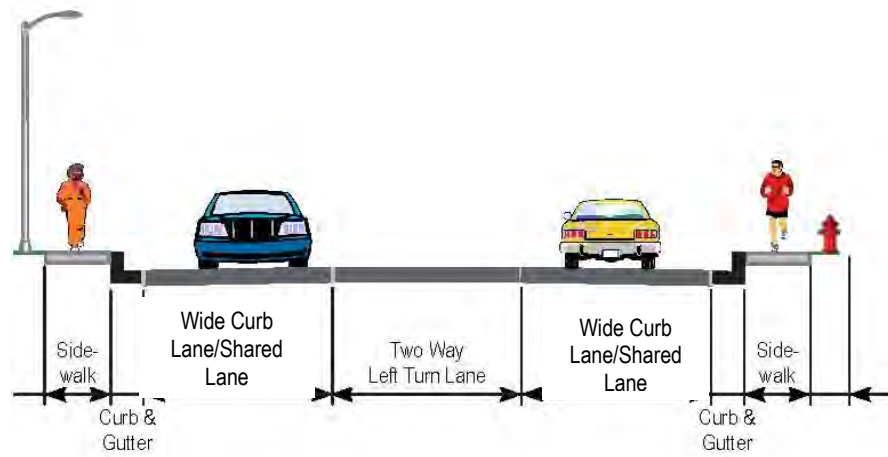 Side-
walk
Curb &
Gutter
Wide Curb
Lane/Shared
Lane
Two Way
Left Turn Lane
Wide Curb
Lane/Shared
Lane
Curb &
Gutter
Side-
walk